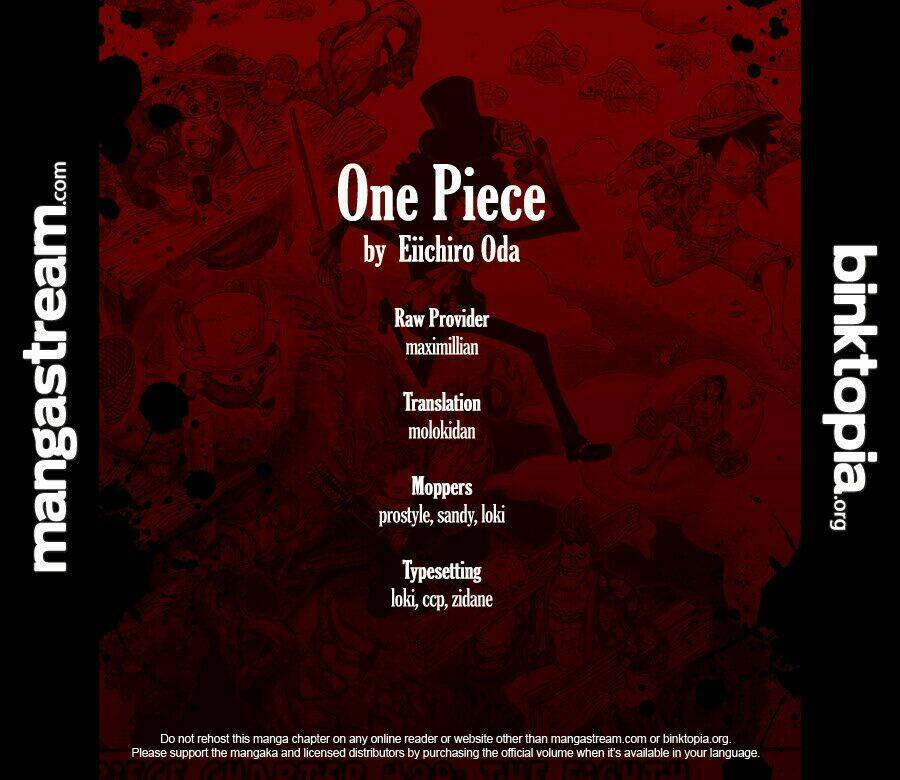 mangastream.com
One Piece
by Eiichiro Oda
Raw Provider
maximillian
Translation
molokidan
Moppers
prostyle, sandy, loki
Typesetting
loki, ccp, zidane
binktopia.org
Do not rehost this manga chapter on any online reader or website other than mangastream.com or binktopia.org.
Please support the mangaka and licensed distributors by purchasing the official volume when it's available in your language.